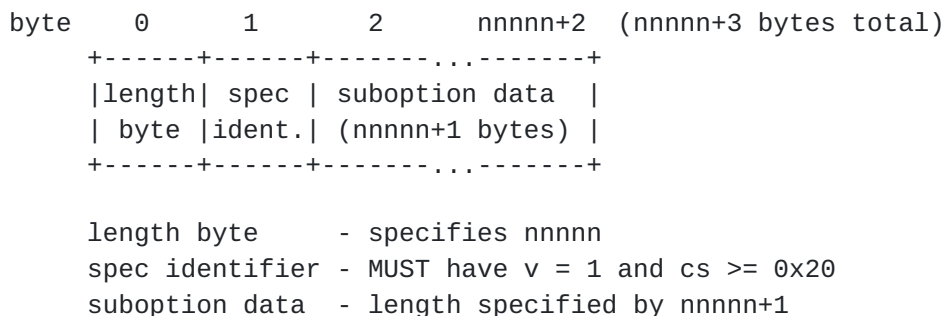 byte    0      1       2      nnnnn+2  (nnnnn+3 bytes total)
     +------+------+-------...-------+
     |length| spec | suboption data  |
     | byte |ident.| (nnnnn+1 bytes) |
     +------+------+-------...-------+

     length byte     - specifies nnnnn
     spec identifier - MUST have v = 1 and cs >= 0x20
     suboption data  - length specified by nnnnn+1